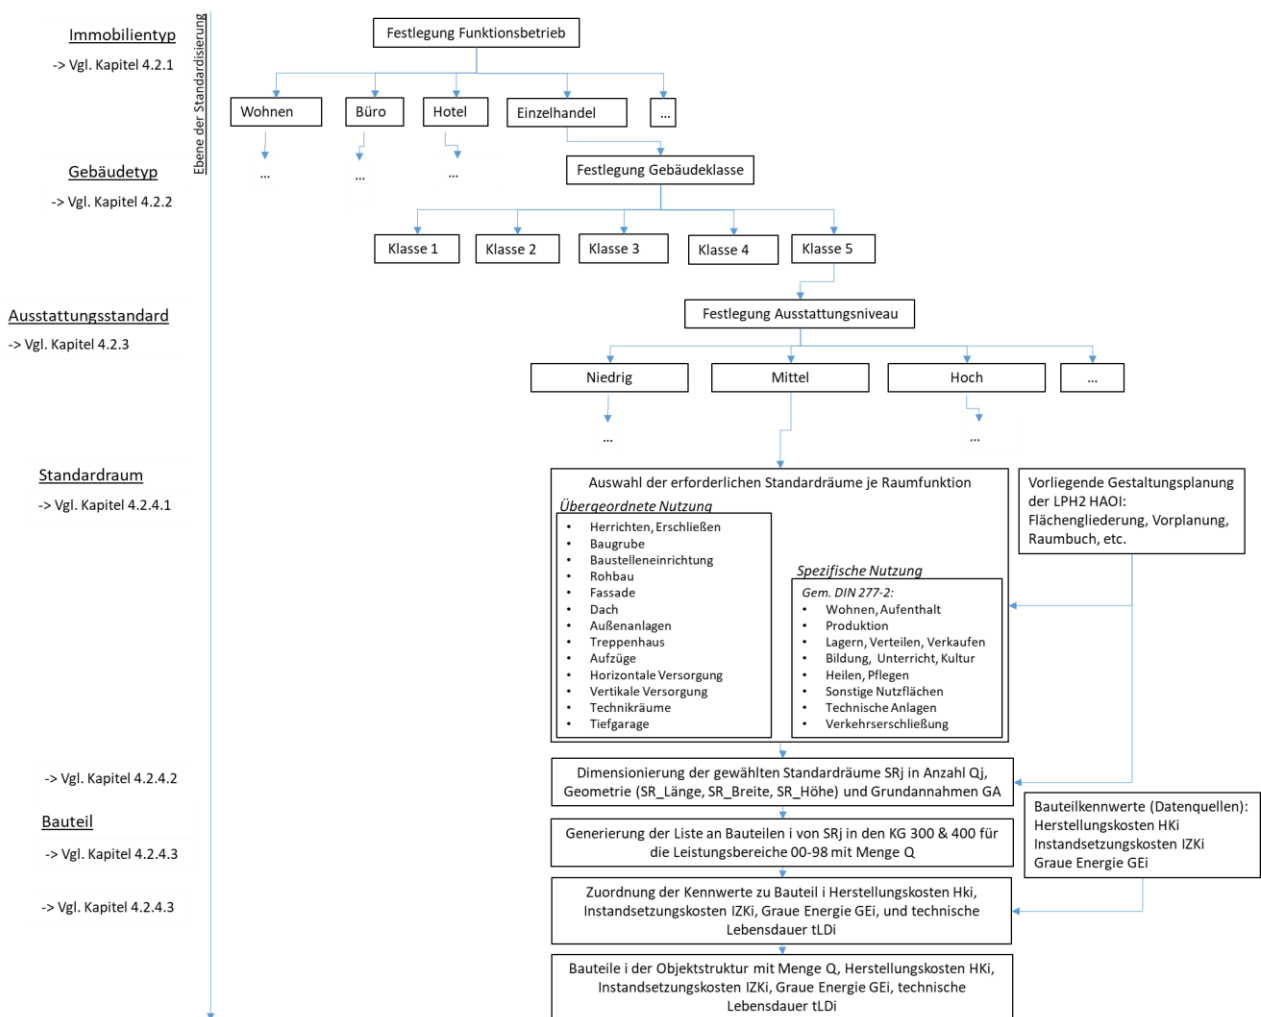 Immobilientyp
-> Vgl. Kapitel 4.2.1
Ebene der Standardisierung
Festlegung Funktionsbetrieb
Wohnen
Büro
Hotel
Einzelhandel
...
...
...
...
Gebäudetyp
-> Vgl. Kapitel 4.2.2
Festlegung Gebäudeklasse
Klasse 1
Klasse 2
Klasse 3
Klasse 4
Klasse 5
Ausstattungsstandard
-> Vgl. Kapitel 4.2.3
Festlegung Ausstattungsniveau
Niedrig
Mittel
Hoch
...
...
...
Standardraum
-> Vgl. Kapitel 4.2.4.1
Auswahl der erforderlichen Standardräume je Raumfunktion
Übergeordnete Nutzung
• Herrichten, Erschließen
• Baugrube
• Baustelleneinrichtung
• Rohbau
• Fassade
• Dach
• Außenanlagen
• Treppenhaus
• Aufzüge
• Horizontale Versorgung
• Vertikale Versorgung
• Technikräume
• Tiefgarage
Spezifische Nutzung
Gem. DIN 277-2:
• Wohnen, Aufenthalt
• Produktion
• Lagern, Verteilen, Verkaufen
• Bildung, Unterricht, Kultur
• Heilen, Pflegen
• Sonstige Nutzflächen
• Technische Anlagen
• Verkehrserschließung
Vorliegende Gestaltungsplanung
der LPH2 HAOI:
Flächengliederung, Vorplanung,
Raumbuch, etc.
-> Vgl. Kapitel 4.2.4.2
Dimensionierung der gewählten Standardräume SRj in Anzahl Qj,
Geometrie (SR_Länge, SR_Breite, SR_Höhe) und Grundannahmen GA
Bauteil
-> Vgl. Kapitel 4.2.4.3
Generierung der Liste an Bauteilen i von SRj in den KG 300 & 400 für
die Leistungsbereiche 00-98 mit Menge Q
Bauteilkennwerte (Datenquellen):
Herstellungskosten HKi
Instandsetzungskosten IZKi
Graue Energie GEi
-> Vgl. Kapitel 4.2.4.3
Zuordnung der Kennwerte zu Bauteil i Herstellungskosten Hki,
Instandsetzungskosten IZKi, Graue Energie GEi, und technische
Lebensdauer tLDi
Bauteile i der Objektstruktur mit Menge Q, Herstellungskosten HKi,
Instandsetzungskosten IZKi, Graue Energie GEi, technische
Lebensdauer tLDi